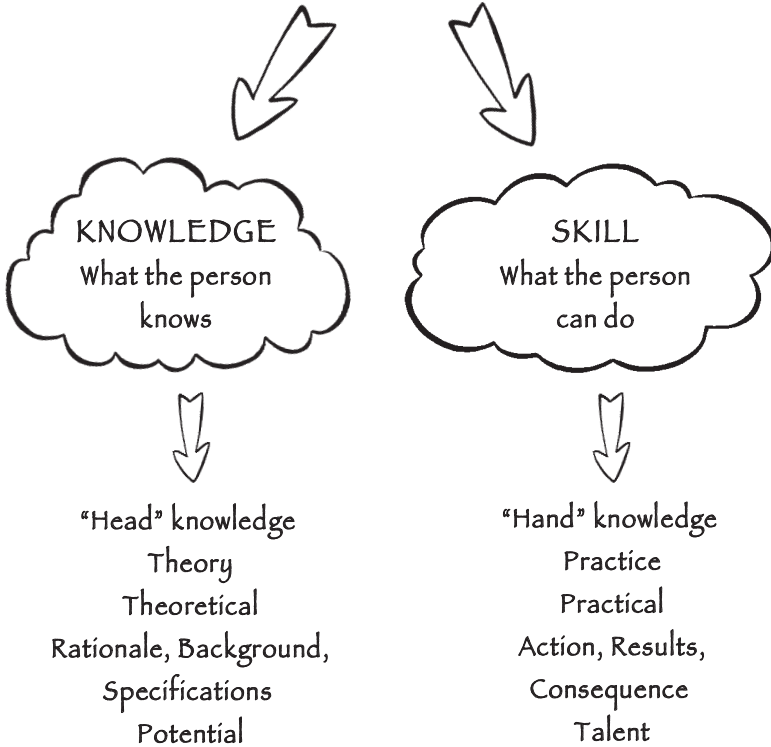 KNOWLEDGE
What the person
knows
"Head" knowledge
Theory
Theoretical
Rationale, Background,
Specifications
Potential
SKILL
What the person
can do
"Hand" knowledge
Practice
Practical
Action, Results,
Consequence
Talent